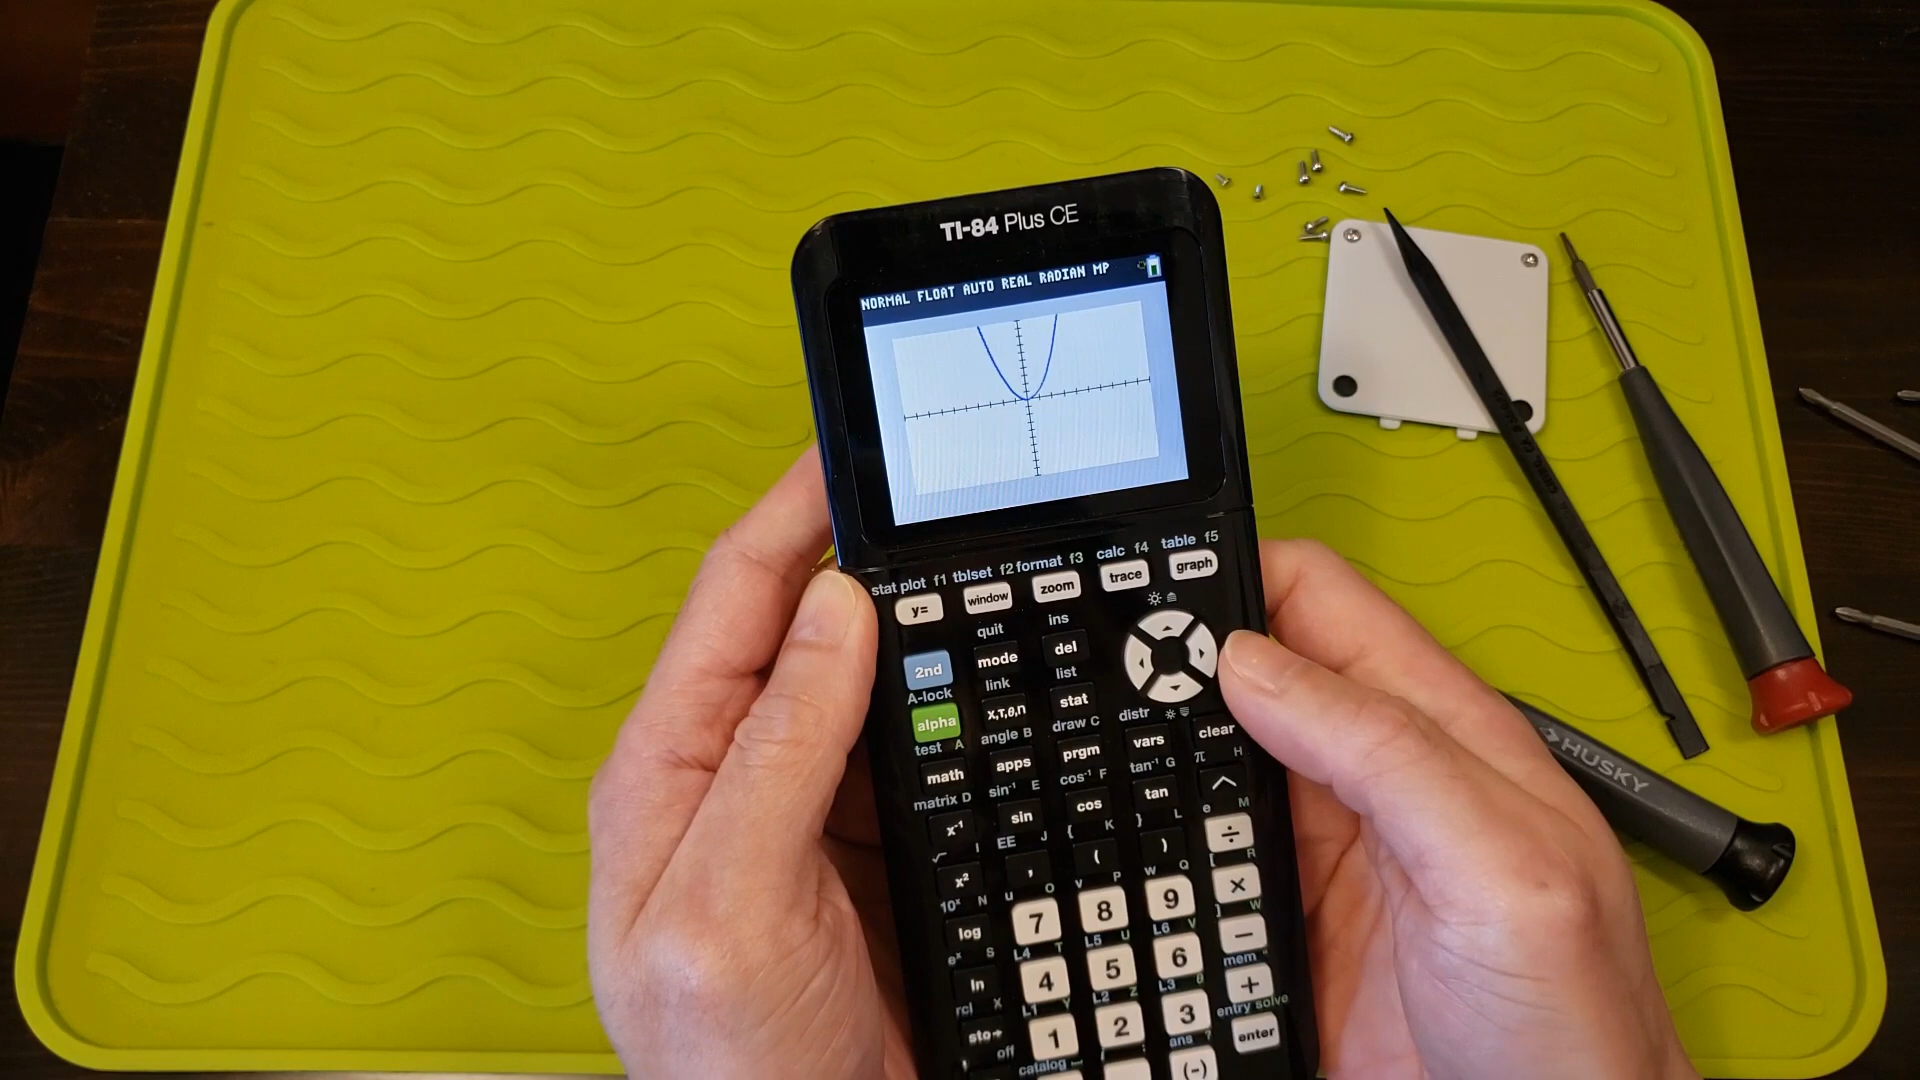 TI-84 Plus CE
NORMAL FLOAT AUTO REAL RADIAN MP
stat plot f1 tblset f2 format f3 calc f4 table f5
y= window zoom trace graph
quit ins
2nd mode del
A-lock link list
alpha X,T,θ,n stat
test A angle B draw C distr
math apps prgm vars clear
matrix D sin⁻¹ E cos⁻¹ F tan⁻¹ G π H
x⁻¹ sin cos tan ^
√ I EE J { K } L e M
x² , ( ) ÷
10ˣ N u O v P w Q [ R
log 7 8 9 ×
eˣ S L4 T L5 U L6 V ] W
ln 4 5 6 −
rcl X L1 Y L2 Z L3 θ mem "
sto→ 1 2 3 +
off catalog ans ? entry solve
(-) enter
HUSKY